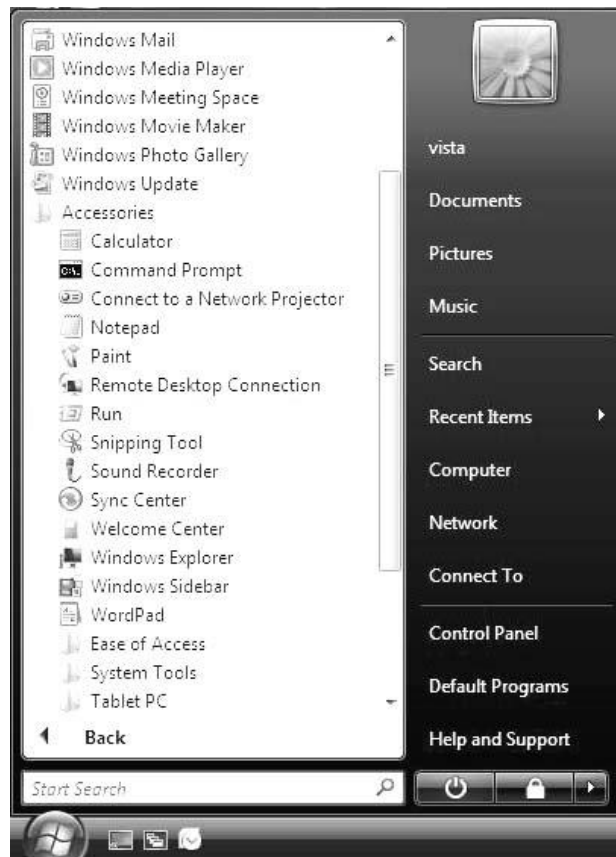 Windows Mail
Windows Media Player
Windows Meeting Space
Windows Movie Maker
Windows Photo Gallery
Windows Update
Accessories
Calculator
C:\.
Command Prompt
Connect to a Network Projector
Notepad
Paint
Remote Desktop Connection
Run
Snipping Tool
Sound Recorder
Sync Center
Welcome Center
Windows Explorer
Windows Sidebar
WordPad
Ease of Access
System Tools
Tablet PC
Back
Start Search
vista
Documents
Pictures
Music
Search
Recent Items
Computer
Network
Connect To
Control Panel
Default Programs
Help and Support